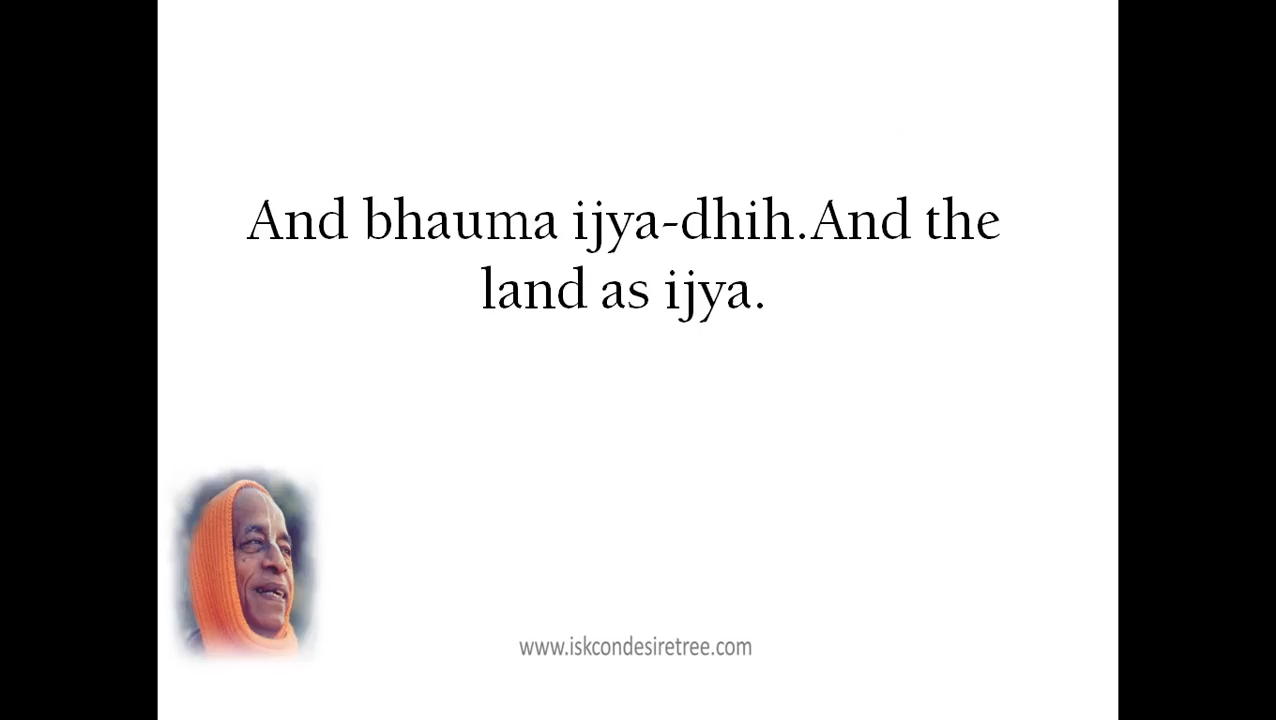 And bhauma ijya-dhih.And the
land as ijya.
www.iskcondesiretree.com